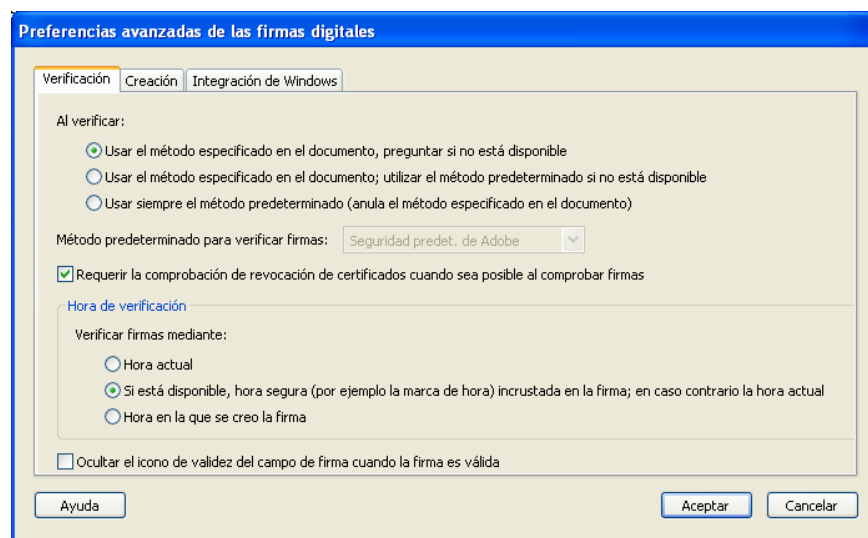 Preferencias avanzadas de las firmas digitales
Verificación Creación Integración de Windows
Al verificar:
Usar el método especificado en el documento, preguntar si no está disponible
Usar el método especificado en el documento; utilizar el método predeterminado si no está disponible
Usar siempre el método predeterminado (anula el método especificado en el documento)
Método predeterminado para verificar firmas: Seguridad predet. de Adobe
Requerir la comprobación de revocación de certificados cuando sea posible al comprobar firmas
Hora de verificación
Verificar firmas mediante:
Hora actual
Si está disponible, hora segura (por ejemplo la marca de hora) incrustada en la firma; en caso contrario la hora actual
Hora en la que se creo la firma
Ocultar el icono de validez del campo de firma cuando la firma es válida
Ayuda Aceptar Cancelar